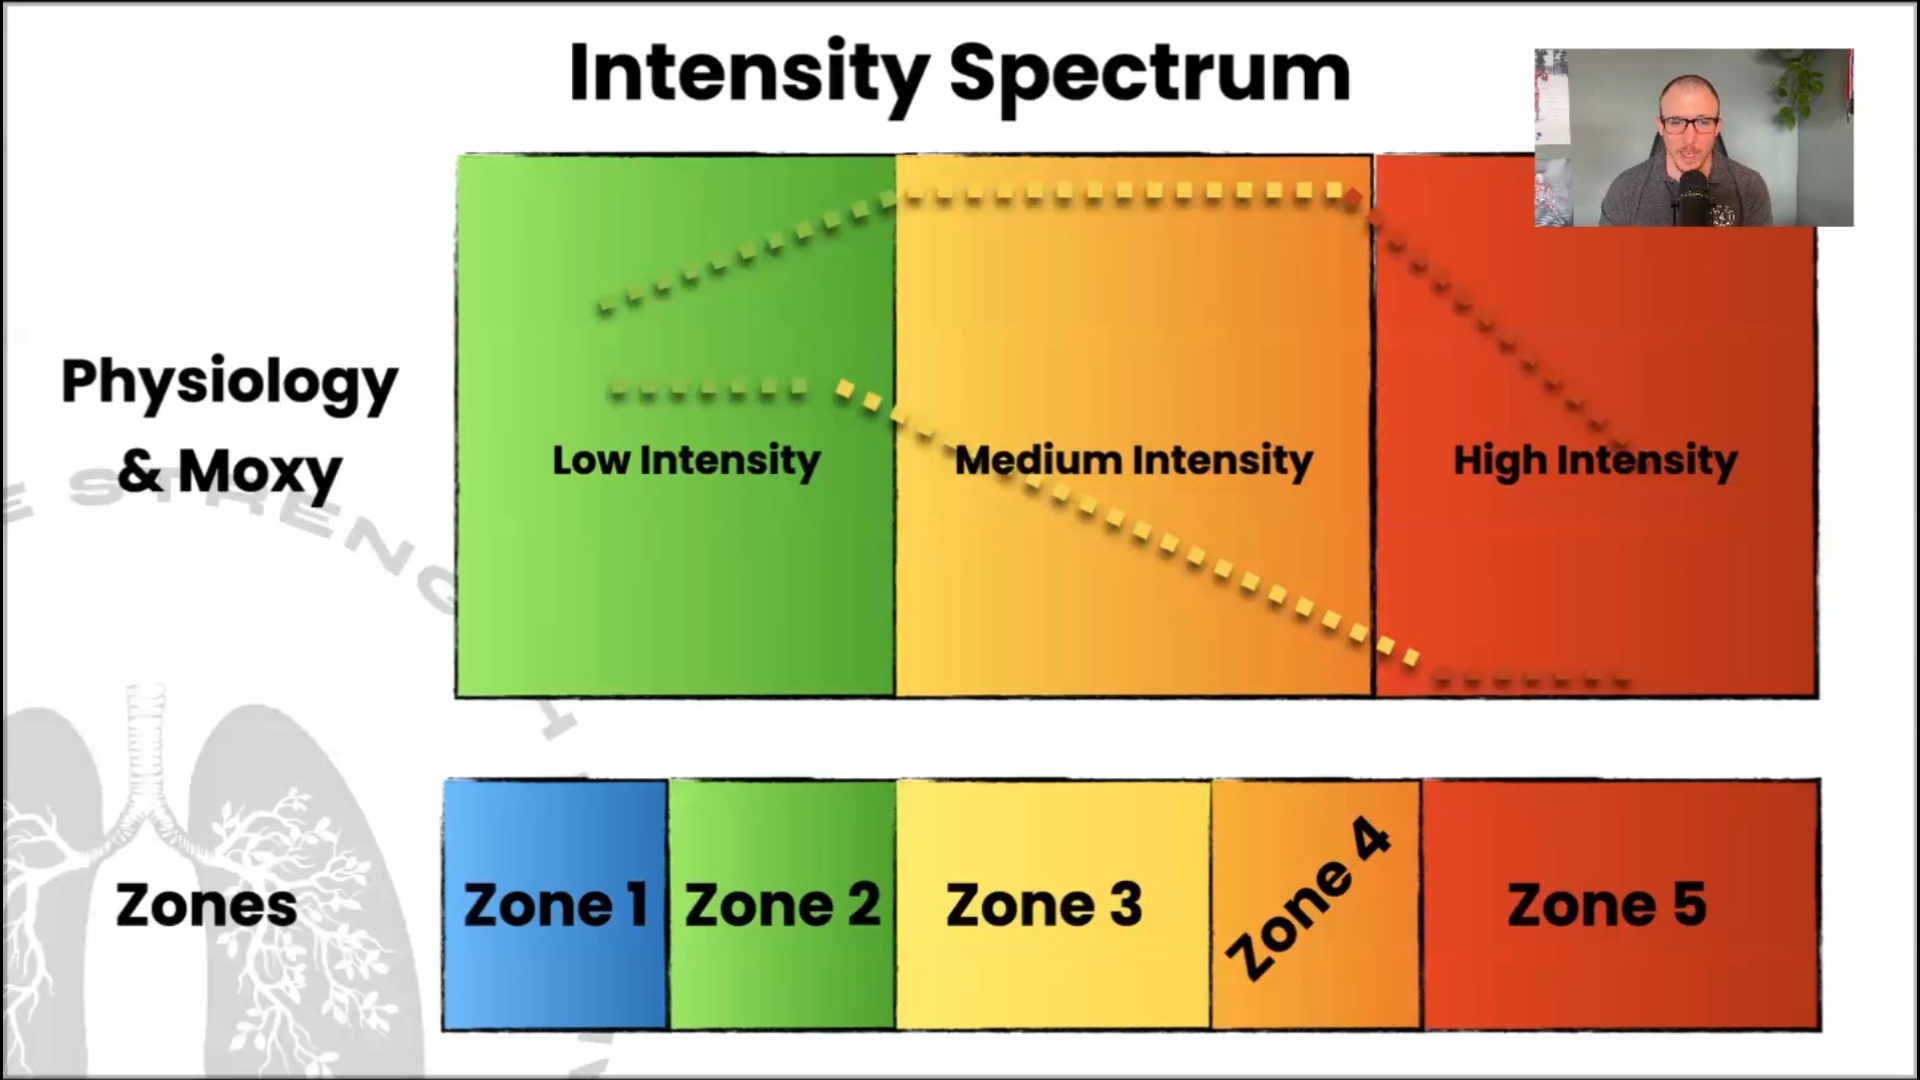 Intensity Spectrum
Physiology
& Moxy
Low Intensity
Medium Intensity
High Intensity
E STRENG
Zones
Zone 1
Zone 2
Zone 3
Zone 4
Zone 5